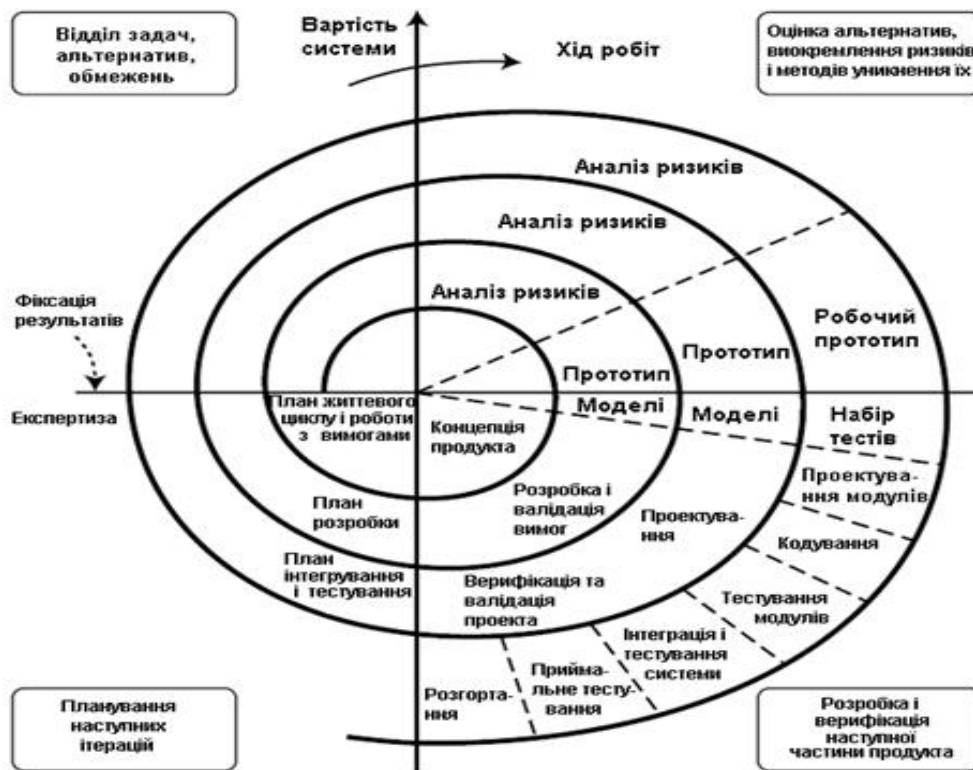 Відділ задач,
альтернатив,
обмежень
Вартість
системи
Хід робіт
Оцінка альтернатив,
виокремлення ризиків
і методів уникнення їх
Аналіз ризиків
Аналіз ризиків
Аналіз ризиків
Фіксація
результатів
Робочий
прототип
Прототип
Прототип
Експертиза
План життєвого
циклу і роботи
з вимогами
Концепція
продукта
Моделі
Моделі
Набір
тестів
Проектува-
ння модулів
План
розробки
Розробка і
валідація
вимог
Проектува-
ння
Кодування
План
інтегрування
і тестування
Верифікація та
валідація
проекта
Тестування
модулів
Інтеграція і
тестування
системи
Приймa-
льне тесту-
вання
Розгорта-
ння
Планування
наступних
ітерацій
Розробка і
верифікація
наступної
частини продукта